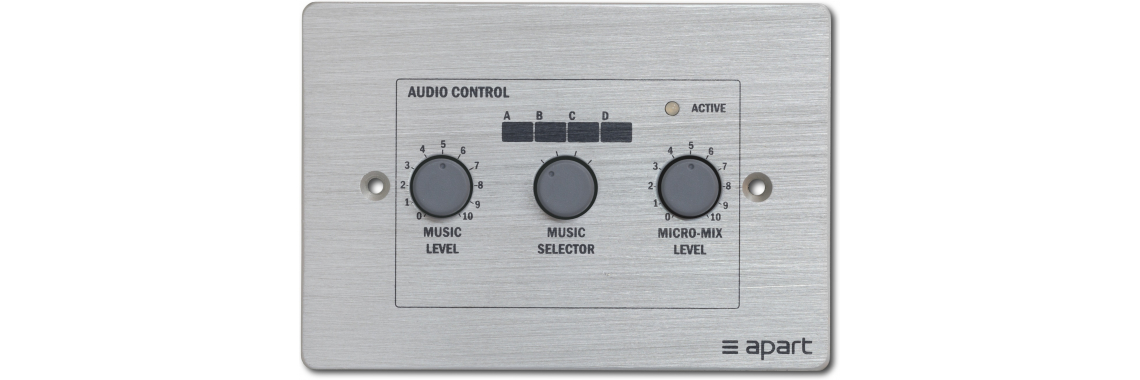 AUDIO CONTROL
ACTIVE
A B C D
0 1 2 3 4 5 6 7 8 9 10
MUSIC
LEVEL
MUSIC
SELECTOR
0 1 2 3 4 5 6 7 8 9 10
MICRO-MIX
LEVEL
apart